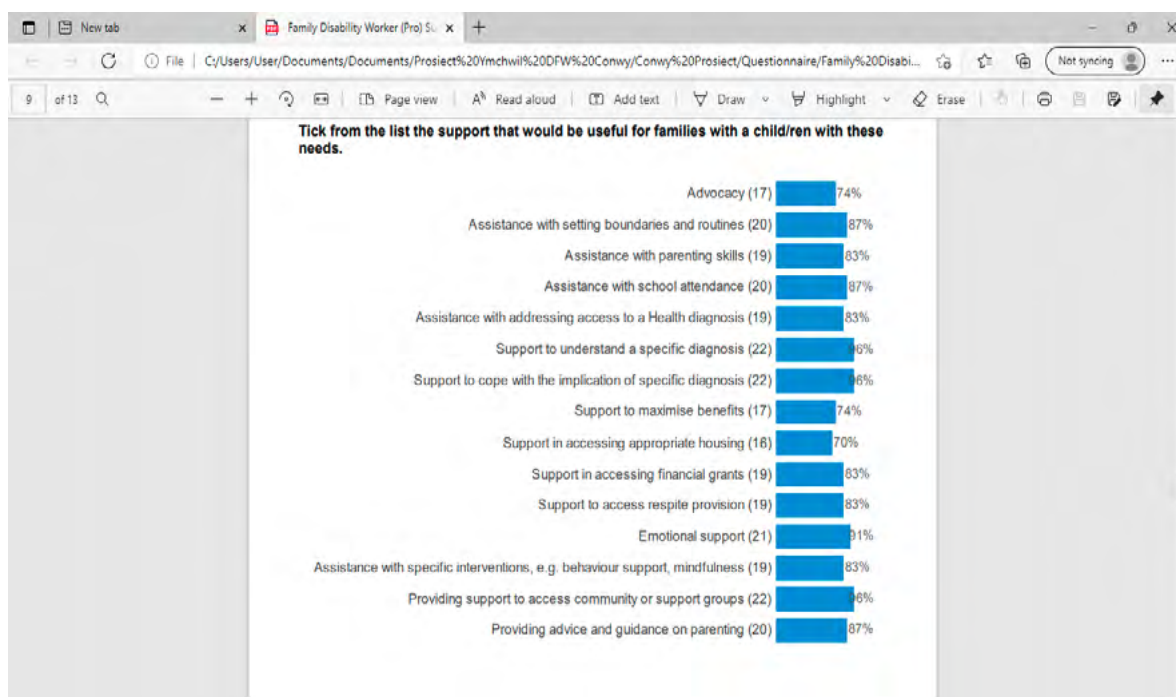 New tab
Family Disability Worker (Pro) Su
File | C:/Users/User/Documents/Documents/Prosiect%20Ymchwil%20DFW%20Conwy/Conwy%20Prosiect/Questionnaire/Family%20Disabi...
Not syncing
9 of 13 Page view Read aloud Add text Draw Highlight Erase
Tick from the list the support that would be useful for families with a child/ren with these
needs.
Advocacy (17) 74%
Assistance with setting boundaries and routines (20) 87%
Assistance with parenting skills (19) 83%
Assistance with school attendance (20) 87%
Assistance with addressing access to a Health diagnosis (19) 83%
Support to understand a specific diagnosis (22) 96%
Support to cope with the implication of specific diagnosis (22) 96%
Support to maximise benefits (17) 74%
Support in accessing appropriate housing (16) 70%
Support in accessing financial grants (19) 83%
Support to access respite provision (19) 83%
Emotional support (21) 91%
Assistance with specific interventions, e.g. behaviour support, mindfulness (19) 83%
Providing support to access community or support groups (22) 96%
Providing advice and guidance on parenting (20) 87%